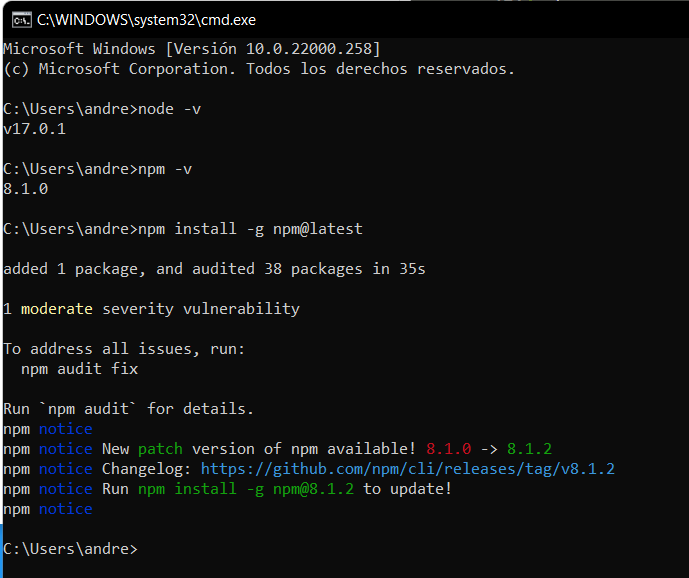 C:\WINDOWS\system32\cmd.exe
Microsoft Windows [Versión 10.0.22000.258]
(c) Microsoft Corporation. Todos los derechos reservados.
C:\Users\andre>node -v
v17.0.1
C:\Users\andre>npm -v
8.1.0
C:\Users\andre>npm install -g npm@latest
added 1 package, and audited 38 packages in 35s
1 moderate severity vulnerability
To address all issues, run:
  npm audit fix
Run `npm audit` for details.
npm notice
npm notice New patch version of npm available! 8.1.0 -> 8.1.2
npm notice Changelog: https://github.com/npm/cli/releases/tag/v8.1.2
npm notice Run npm install -g npm@8.1.2 to update!
npm notice
C:\Users\andre>